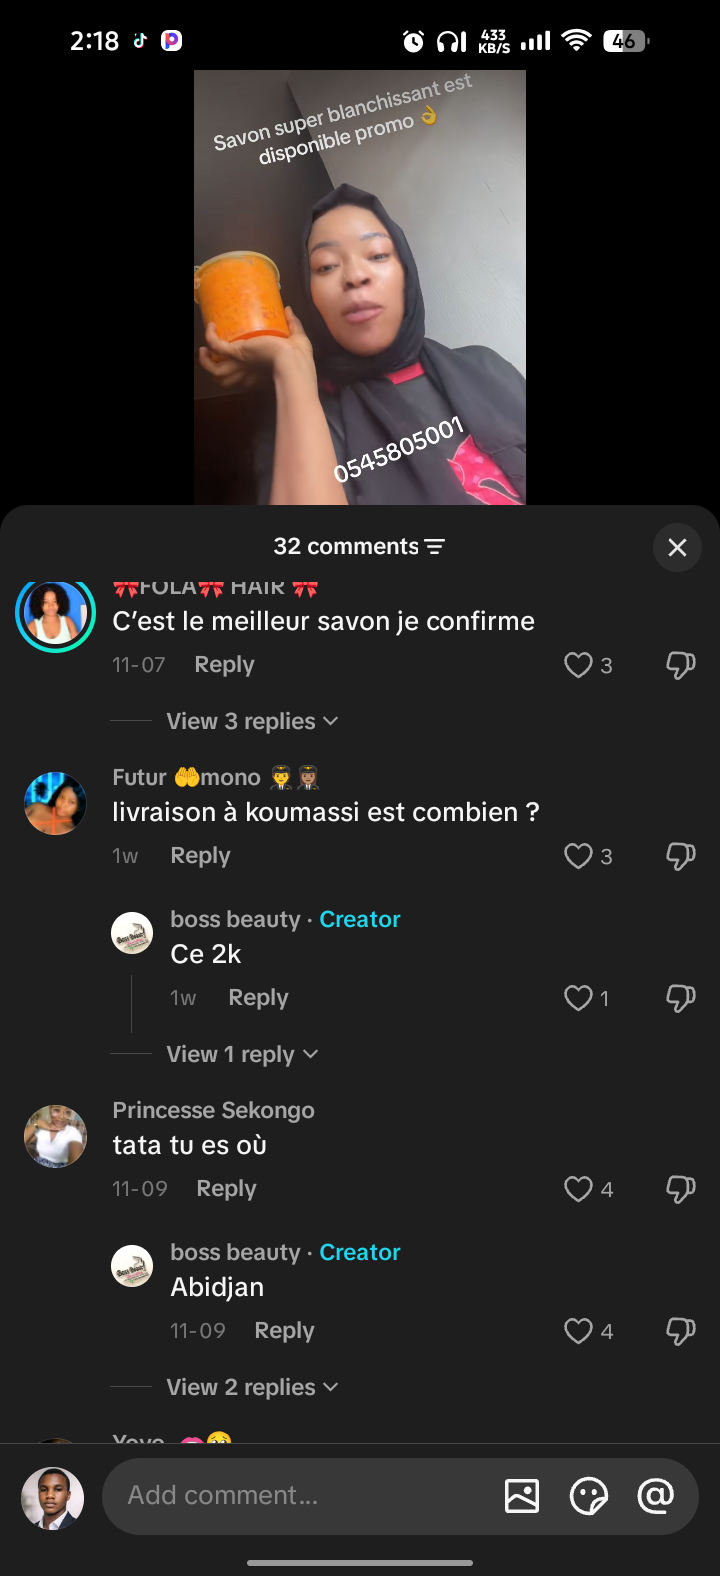 2:18
433
KB/S
46
Savon super blanchissant est
disponible promo 👌
0545805001
32 comments
🎀FOLA🎀 HAIR 🎀
C’est le meilleur savon je confirme
11-07 Reply 3
View 3 replies
Futur 🤲mono 👨‍✈️👩🏽‍✈️
livraison à koumassi est combien ?
1w Reply 3
boss beauty · Creator
Ce 2k
1w Reply 1
View 1 reply
Princesse Sekongo
tata tu es où
11-09 Reply 4
boss beauty · Creator
Abidjan
11-09 Reply 4
View 2 replies
Add comment...